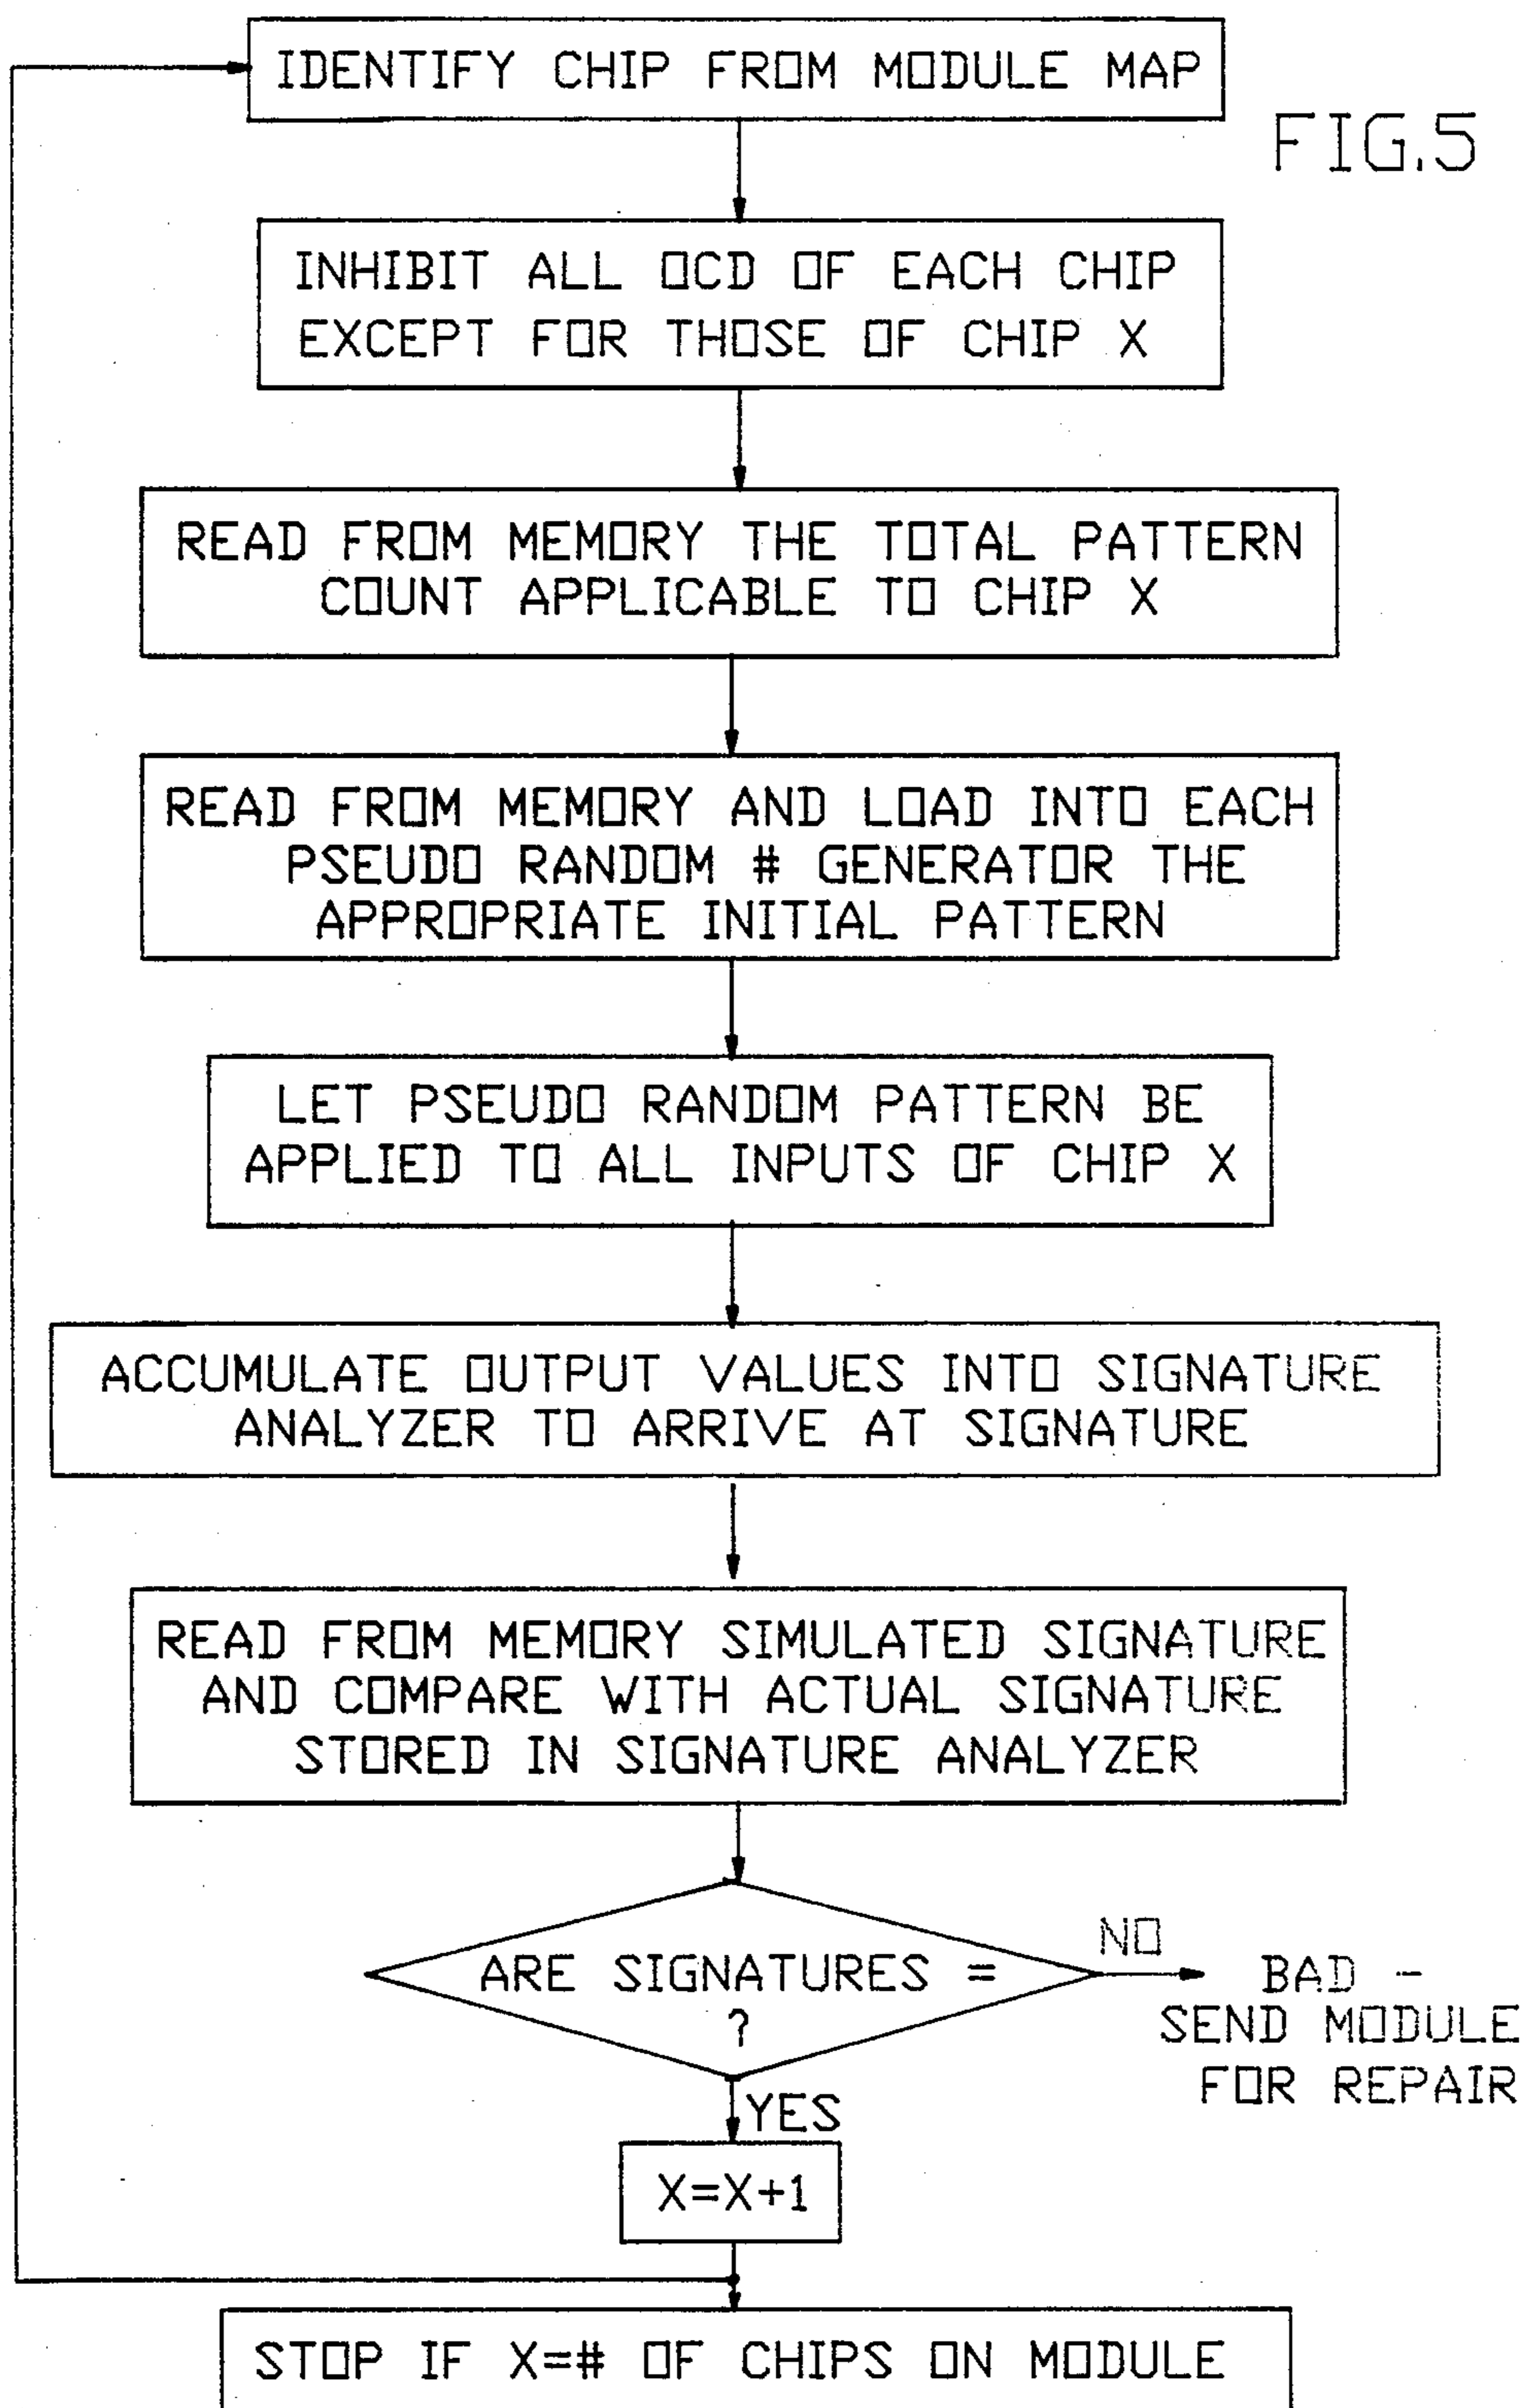 IDENTIFY CHIP FROM MODULE MAP
FIG.5
INHIBIT ALL OCD OF EACH CHIP
EXCEPT FOR THOSE OF CHIP X
READ FROM MEMORY THE TOTAL PATTERN
COUNT APPLICABLE TO CHIP X
READ FROM MEMORY AND LOAD INTO EACH
PSEUDO RANDOM # GENERATOR THE
APPROPRIATE INITIAL PATTERN
LET PSEUDO RANDOM PATTERN BE
APPLIED TO ALL INPUTS OF CHIP X
ACCUMULATE OUTPUT VALUES INTO SIGNATURE
ANALYZER TO ARRIVE AT SIGNATURE
READ FROM MEMORY SIMULATED SIGNATURE
AND COMPARE WITH ACTUAL SIGNATURE
STORED IN SIGNATURE ANALYZER
ARE SIGNATURES =
?
NO
BAD -
SEND MODULE
FOR REPAIR
YES
X=X+1
STOP IF X=# OF CHIPS ON MODULE